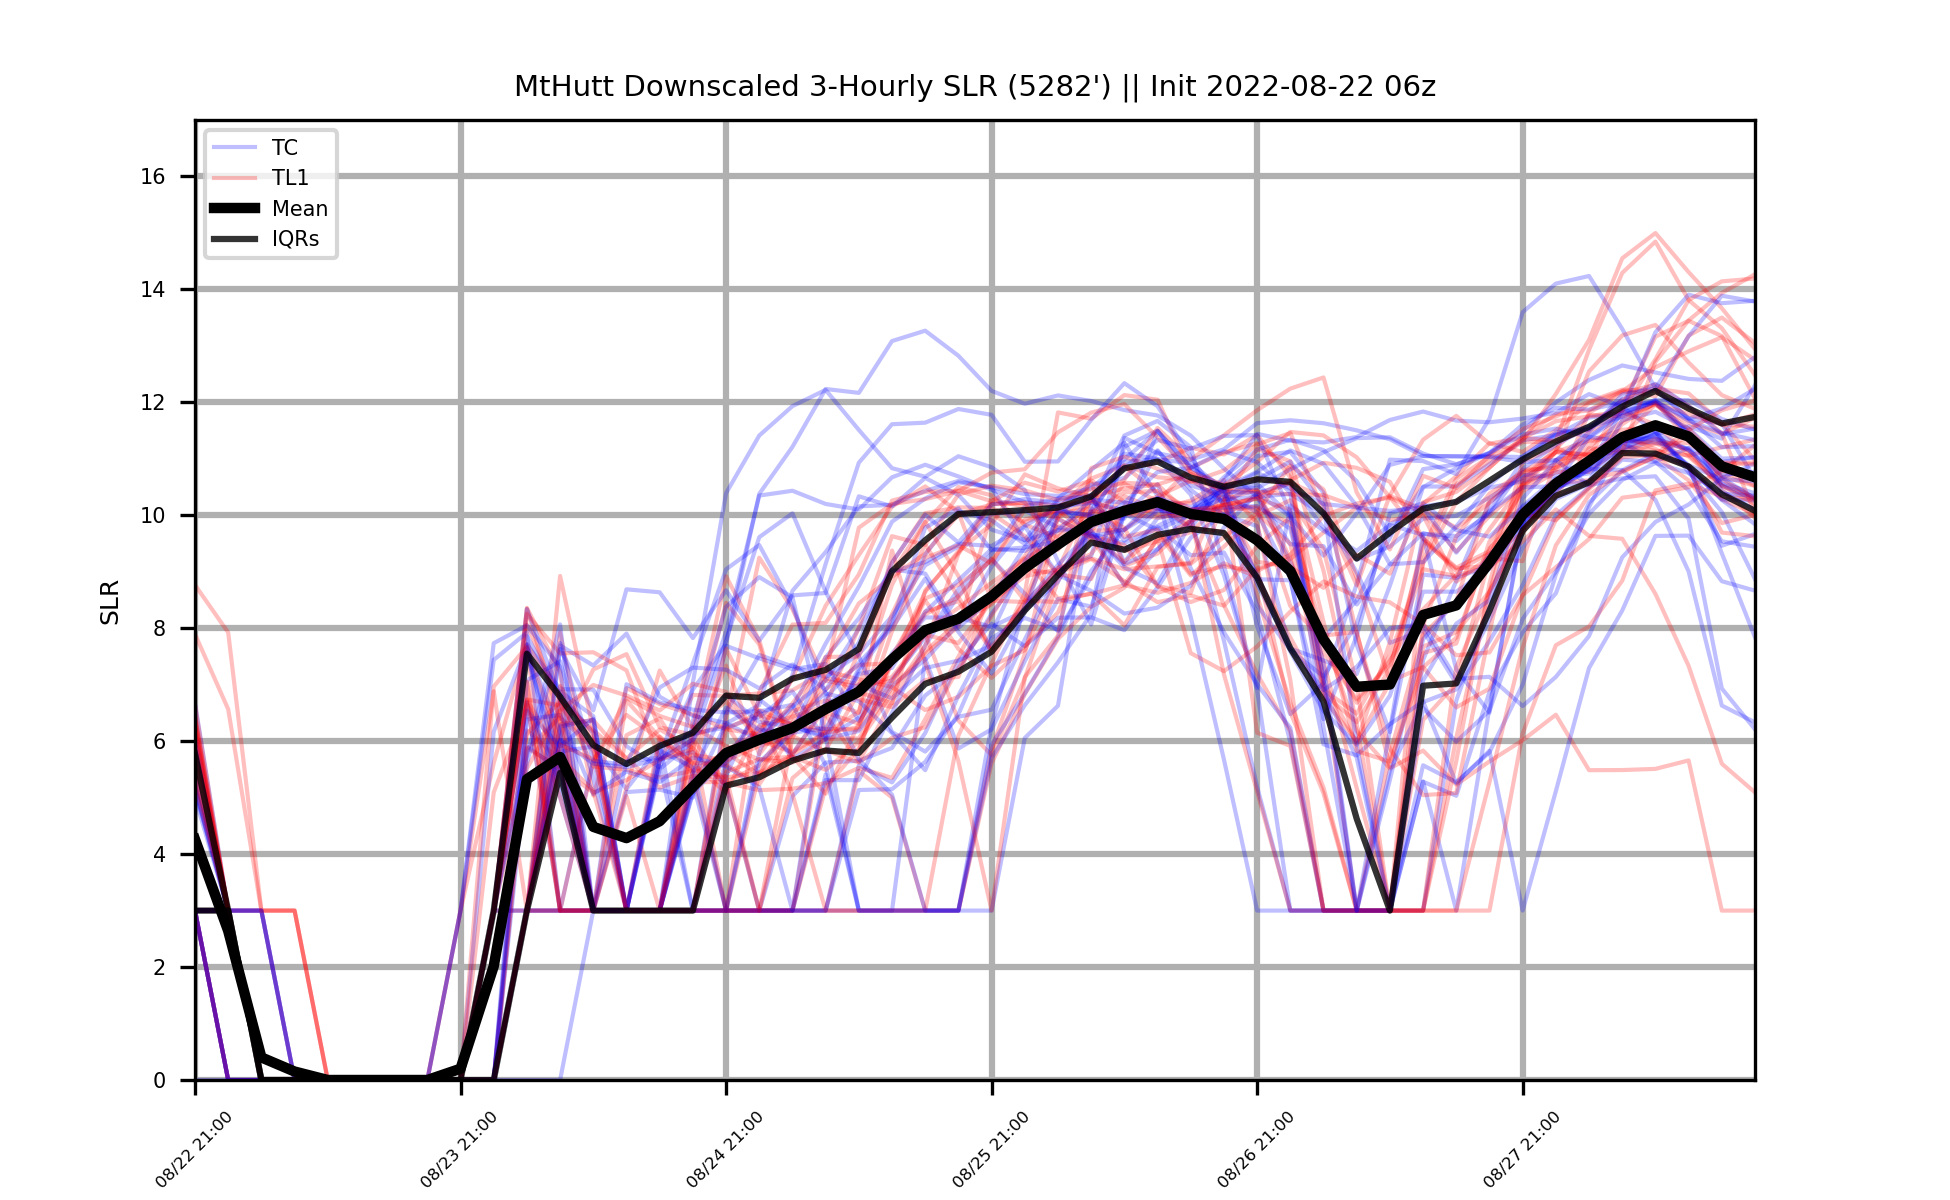 MtHutt Downscaled 3-Hourly SLR (5282') || Init 2022-08-22 06z
TC
TL1
Mean
IQRs
SLR
16
14
12
10
8
6
4
2
0
08/22 21:00
08/23 21:00
08/24 21:00
08/25 21:00
08/26 21:00
08/27 21:00